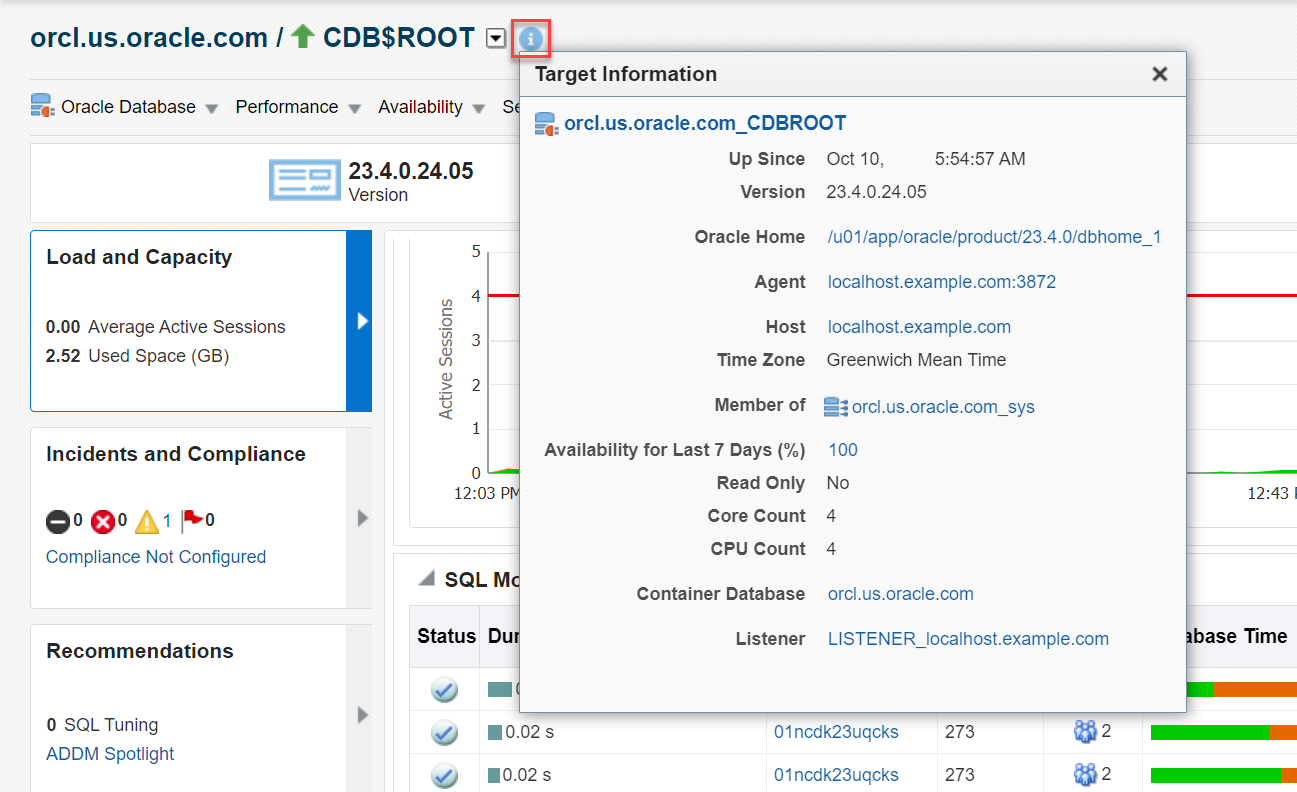 orcl.us.oracle.com / CDB$ROOT
Oracle Database Performance Availability
23.4.0.24.05
Version
Load and Capacity
0.00 Average Active Sessions
2.52 Used Space (GB)
Incidents and Compliance
0 0 1 0
Compliance Not Configured
Recommendations
0 SQL Tuning
ADDM Spotlight
Active Sessions
5
4
3
2
1
0
12:03 PM
12:43
Target Information
orcl.us.oracle.com_CDBROOT
Up Since Oct 10, 5:54:57 AM
Version 23.4.0.24.05
Oracle Home /u01/app/oracle/product/23.4.0/dbhome_1
Agent localhost.example.com:3872
Host localhost.example.com
Time Zone Greenwich Mean Time
Member of orcl.us.oracle.com_sys
Availability for Last 7 Days (%) 100
Read Only No
Core Count 4
CPU Count 4
Container Database orcl.us.oracle.com
Listener LISTENER_localhost.example.com
SQL
Status Time
0.02 s 01ncdk23uqcks 273 2
0.02 s 01ncdk23uqcks 273 2